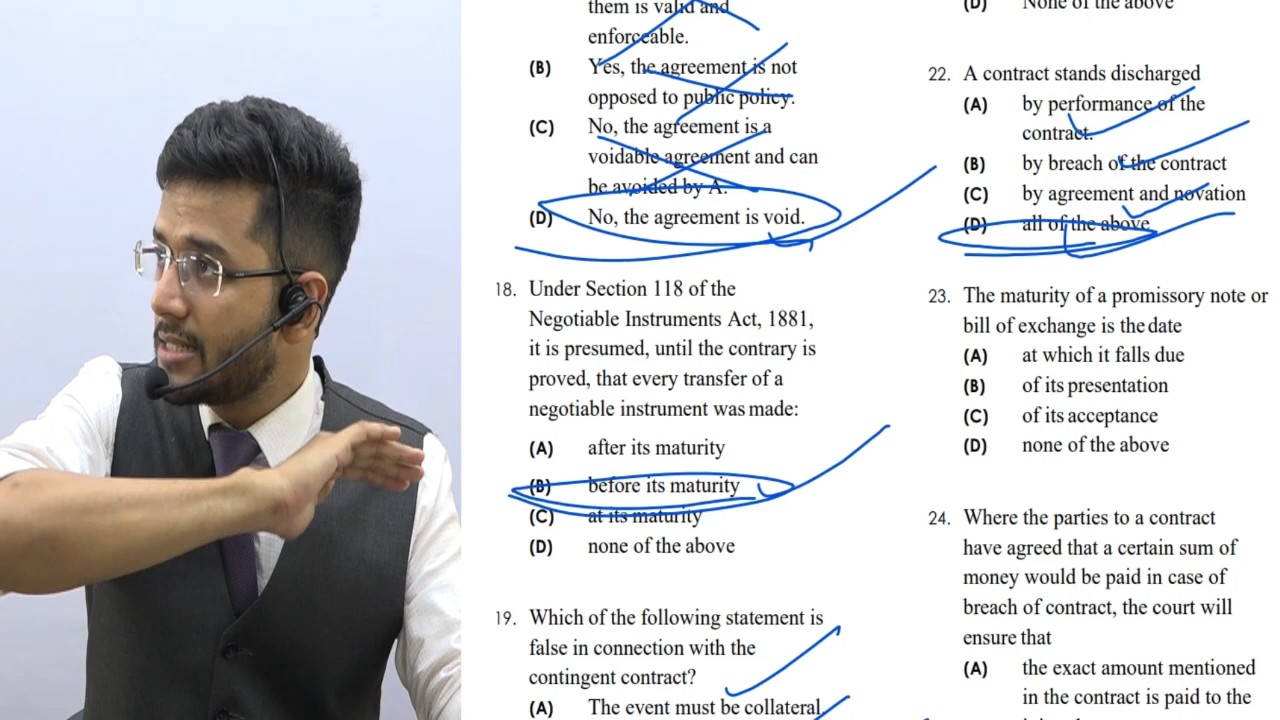 them is valid and
enforceable.
(B) Yes, the agreement is not
opposed to public policy.
(C) No, the agreement is a
voidable agreement and can
be avoided by A.
(D) No, the agreement is void.
18. Under Section 118 of the
Negotiable Instruments Act, 1881,
it is presumed, until the contrary is
proved, that every transfer of a
negotiable instrument was made:
(A) after its maturity
(B) before its maturity
(C) at its maturity
(D) none of the above
19. Which of the following statement is
false in connection with the
contingent contract?
(A) The event must be collateral.
(D) None of the above
22. A contract stands discharged
(A) by performance of the
contract.
(B) by breach of the contract
(C) by agreement and novation
(D) all of the above
23. The maturity of a promissory note or
bill of exchange is the date
(A) at which it falls due
(B) of its presentation
(C) of its acceptance
(D) none of the above
24. Where the parties to a contract
have agreed that a certain sum of
money would be paid in case of
breach of contract, the court will
ensure that
(A) the exact amount mentioned
in the contract is paid to the